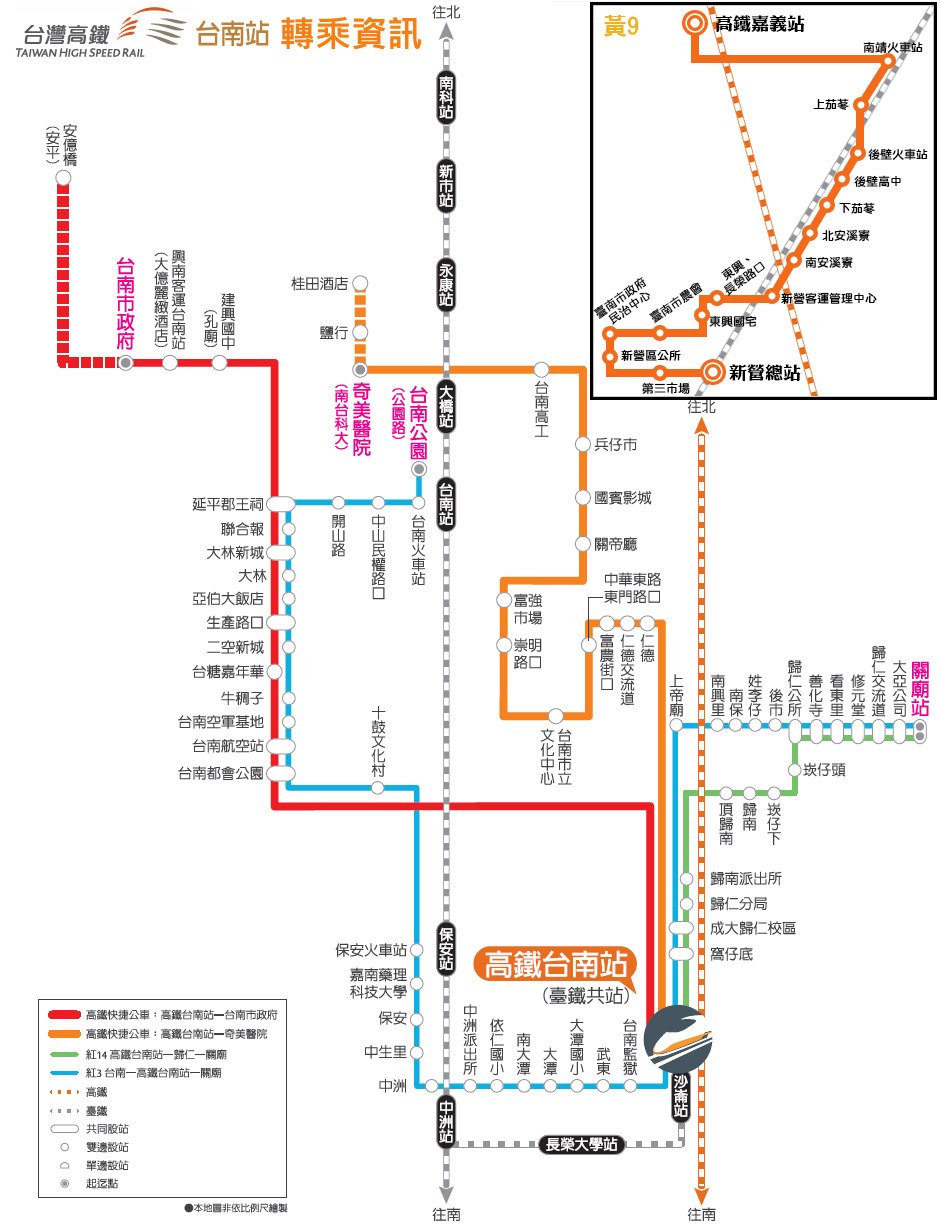 台灣高鐵
TAIWAN HIGH SPEED RAIL
台南站 轉乘資訊
往北
黃9
高鐵嘉義站
南靖火車站
上茄苳
後壁火車站
後壁高中
下茄苳
北安溪寮
南安溪寮
新營客運管理中心
東興、
長榮路口
東興國宅
臺南市農會
臺南市政府
民治中心
新營區公所
第三市場
新營總站
南科站
新市站
永康站
大橋站
台南站
保安站
中洲站
長榮大學站
沙崙站
往南
往北
往南
安億橋
(安平)
台南市政府
興南客運台南站
(大億麗緻酒店)
建興國中
(孔廟)
桂田酒店
鹽行
奇美醫院
(南台科大)
台南公園
(公園路)
台南高工
兵仔市
國賓影城
關帝廳
富強
市場
崇明
路口
台南市立
文化中心
中華東路
東門路口
富農街口
仁德交流道
仁德
延平郡王祠
聯合報
大林新城
大林
亞伯大飯店
生產路口
二空新城
台糖嘉年華
牛稠子
台南空軍基地
台南航空站
台南都會公園
開山路
中山民權路口
台南火車站
十鼓文化村
保安火車站
嘉南藥理
科技大學
保安
中生里
中洲
中洲派出所
依仁國小
南大潭
大潭
大潭國小
武東
台南監獄
高鐵台南站
(臺鐵共站)
上帝廟
南興里
南保
姓李仔
後市
歸仁公所
善化寺
看東里
修元堂
歸仁交流道
大亞公司
關廟站
崁仔頭
頂歸南
歸南
崁仔下
歸南派出所
歸仁分局
成大歸仁校區
窩仔底
高鐵快捷公車：高鐵台南站—台南市政府
高鐵快捷公車：高鐵台南站—奇美醫院
紅14 高鐵台南站—歸仁—關廟
紅3 台南—高鐵台南站—關廟
高鐵
臺鐵
共同設站
雙邊設站
單邊設站
起迄點
●本地圖非依比例尺繪製